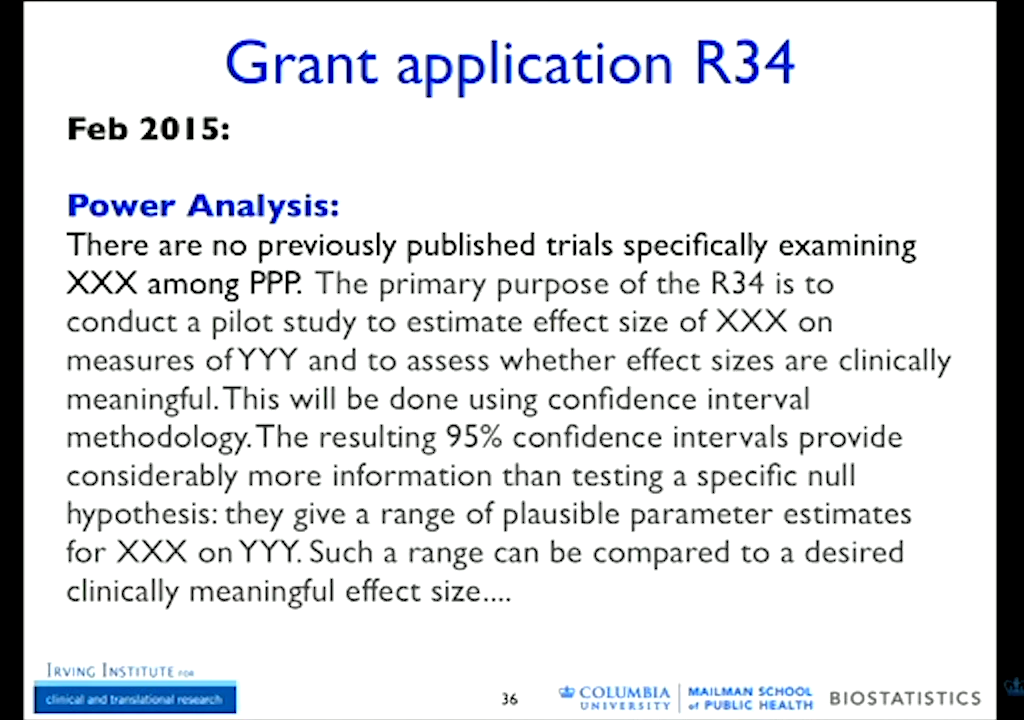 Grant application R34
Feb 2015:
Power Analysis:
There are no previously published trials specifically examining
XXX among PPP. The primary purpose of the R34 is to
conduct a pilot study to estimate effect size of XXX on
measures of YYY and to assess whether effect sizes are clinically
meaningful. This will be done using confidence interval
methodology. The resulting 95% confidence intervals provide
considerably more information than testing a specific null
hypothesis: they give a range of plausible parameter estimates
for XXX on YYY. Such a range can be compared to a desired
clinically meaningful effect size....
IRVING INSTITUTE FOR
clinical and translational research
36
COLUMBIA
UNIVERSITY
MAILMAN SCHOOL
of PUBLIC HEALTH
BIOSTATISTICS